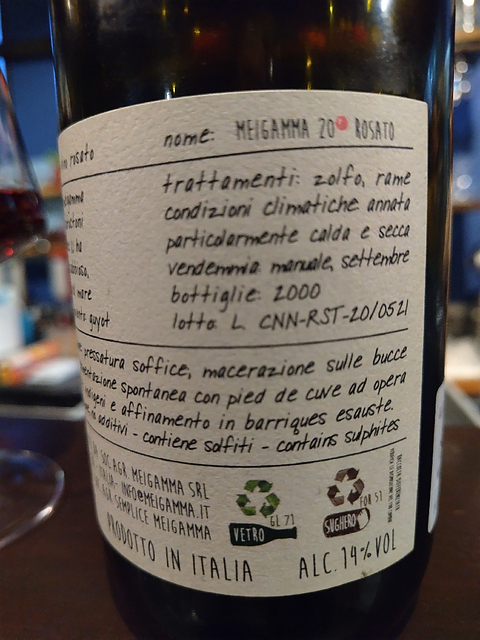 rosato
nome: MEIGAMMA 20 ROSATO
trattamenti: zolfo, rame
condizioni climatiche: annata
particolarmente calda e secca
vendemmia: manuale, settembre
bottiglie: 2000
lotto: L CNN-RST-20/0521
mare
guyot
pressatura soffice, macerazione sulle bucce
spontanea con pied de cuve ad opera
e affinamento in barriques esauste.
additivi - contiene solfiti - contains sulphites
SOC. AGR. MEIGAMMA SRL
INFO@MEIGAMMA.IT
AGR. SEMPLICE MEIGAMMA
PRODOTTO IN ITALIA
GL 71
VETRO
FOR 51
SUGHERO
ALC. 14% VOL